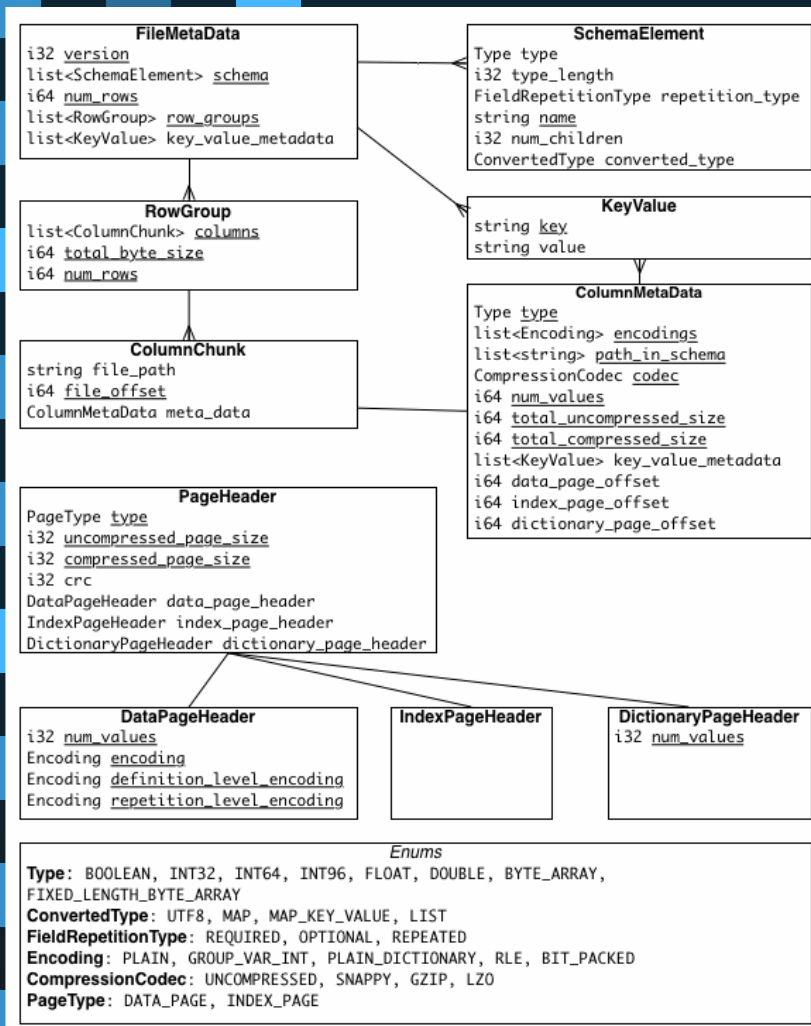 FileMetaData
i32 version
list<SchemaElement> schema
i64 num_rows
list<RowGroup> row_groups
list<KeyValue> key_value_metadata
SchemaElement
Type type
i32 type_length
FieldRepetitionType repetition_type
string name
i32 num_children
ConvertedType converted_type
RowGroup
list<ColumnChunk> columns
i64 total_byte_size
i64 num_rows
KeyValue
string key
string value
ColumnChunk
string file_path
i64 file_offset
ColumnMetaData meta_data
ColumnMetaData
Type type
list<Encoding> encodings
list<string> path_in_schema
CompressionCodec codec
i64 num_values
i64 total_uncompressed_size
i64 total_compressed_size
list<KeyValue> key_value_metadata
i64 data_page_offset
i64 index_page_offset
i64 dictionary_page_offset
PageHeader
PageType type
i32 uncompressed_page_size
i32 compressed_page_size
i32 crc
DataPageHeader data_page_header
IndexPageHeader index_page_header
DictionaryPageHeader dictionary_page_header
DataPageHeader
i32 num_values
Encoding encoding
Encoding definition_level_encoding
Encoding repetition_level_encoding
IndexPageHeader
DictionaryPageHeader
i32 num_values
Enums
Type: BOOLEAN, INT32, INT64, INT96, FLOAT, DOUBLE, BYTE_ARRAY,
FIXED_LENGTH_BYTE_ARRAY
ConvertedType: UTF8, MAP, MAP_KEY_VALUE, LIST
FieldRepetitionType: REQUIRED, OPTIONAL, REPEATED
Encoding: PLAIN, GROUP_VAR_INT, PLAIN_DICTIONARY, RLE, BIT_PACKED
CompressionCodec: UNCOMPRESSED, SNAPPY, GZIP, LZO
PageType: DATA_PAGE, INDEX_PAGE